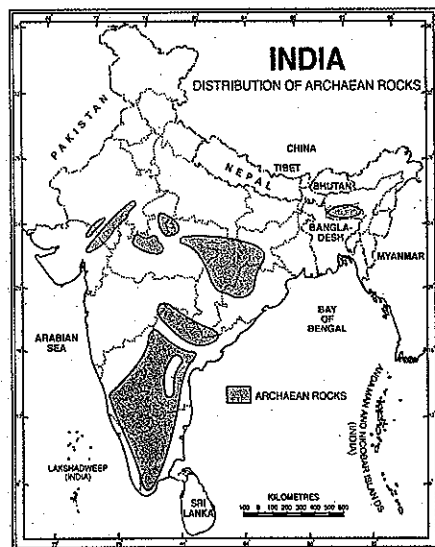 INDIA
DISTRIBUTION OF ARCHAEAN ROCKS
PAKISTAN
CHINA
TIBET
NEPAL
BHUTAN
BANGLA-
DESH
MYANMAR
ARABIAN
SEA
BAY
OF
BENGAL
ARCHAEAN ROCKS
ANDAMAN AND NICOBAR ISLANDS
(INDIA)
LAKSHADWEEP
(INDIA)
SRI
LANKA
KILOMETRES